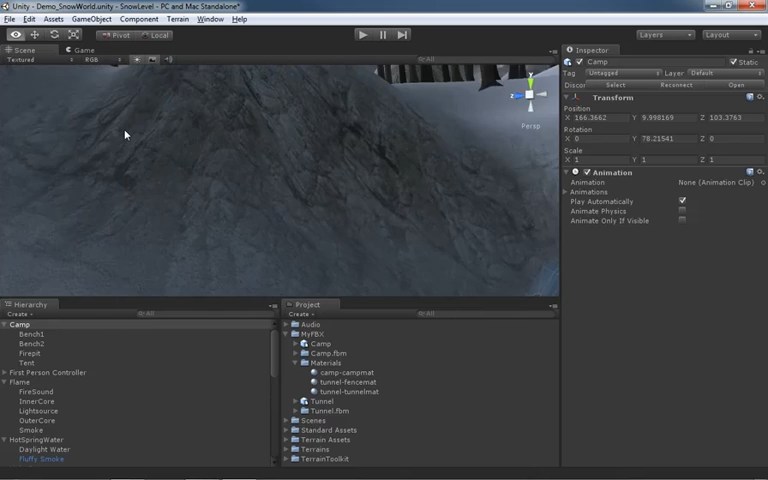 Unity - Demo_SnowWorld.unity - SnowLevel - PC and Mac Standalone*
File Edit Assets GameObject Component Terrain Window Help
Pivot Local Layers Layout
Scene Game Inspector
Textured RGB All
Camp Static
Tag Untagged Layer Default
Select Reconnect Open
Transform
Position
X 166.3662 Y 9.998169 Z 103.3763
Rotation
X 0 Y 78.21541 Z 0
Scale
X 1 Y 1 Z 1
Animation
Animation None (Animation Clip)
Animations
Play Automatically
Animate Physics
Animate Only If Visible
y
z
Persp
Hierarchy
Create All
Camp
Bench1
Bench2
Firepit
Tent
First Person Controller
Flame
FireSound
InnerCore
Lightsource
OuterCore
Smoke
HotSpringWater
Daylight Water
Fluffy Smoke
Project
Create All
Audio
MyFBX
Camp
Camp.fbm
Materials
camp-campmat
tunnel-fencemat
tunnel-tunnelmat
Tunnel
Tunnel.fbm
Scenes
Standard Assets
Terrain Assets
Terrains
TerrainToolkit